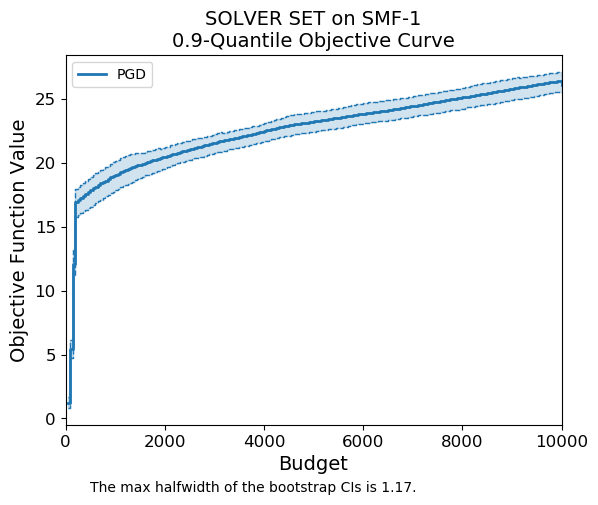 SOLVER SET on SMF-1
0.9-Quantile Objective Curve
PGD
Objective Function Value
25
20
15
10
5
0
0 2000 4000 6000 8000 10000
Budget
The max halfwidth of the bootstrap CIs is 1.17.